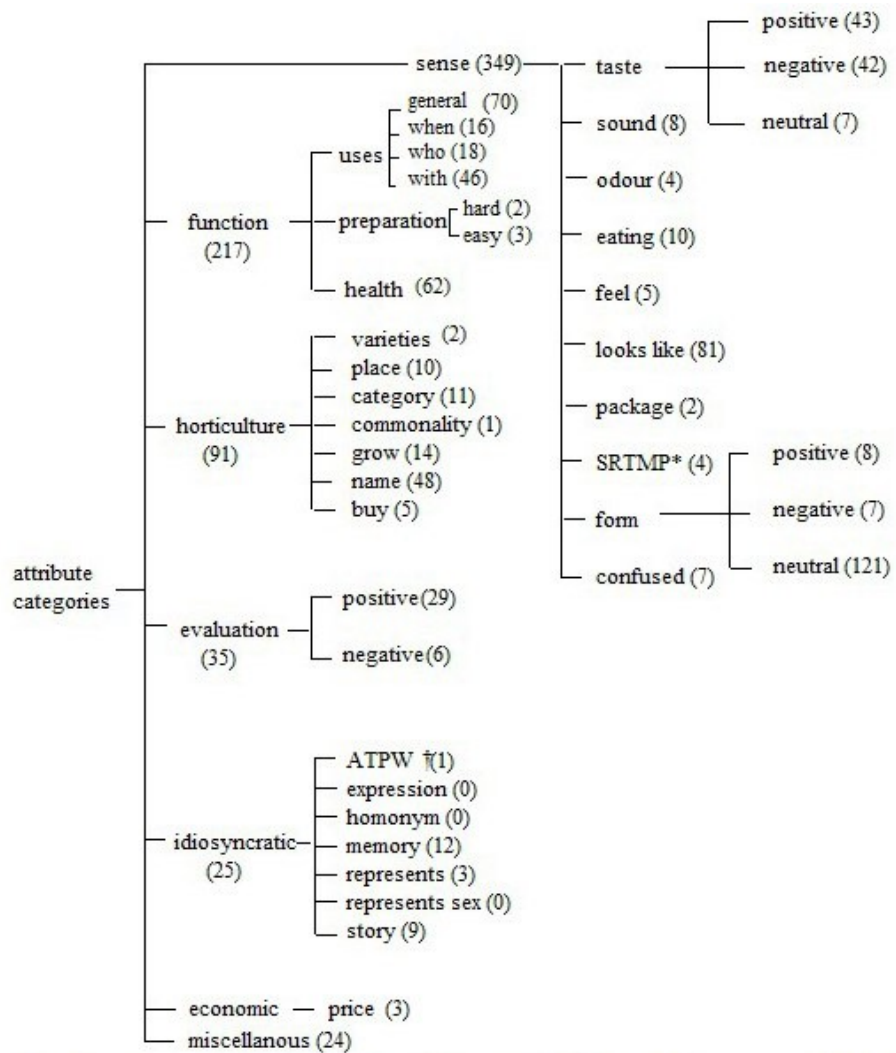 sense (349)
taste
positive (43)
negative (42)
neutral (7)
sound (8)
odour (4)
eating (10)
feel (5)
looks like (81)
package (2)
SRTMP* (4)
form
positive (8)
negative (7)
neutral (121)
confused (7)
function
(217)
uses
general (70)
when (16)
who (18)
with (46)
preparation
hard (2)
easy (3)
health (62)
horticulture
(91)
varieties (2)
place (10)
category (11)
commonality (1)
grow (14)
name (48)
buy (5)
attribute
categories
evaluation
(35)
positive(29)
negative(6)
idiosyncratic
(25)
ATPW †(1)
expression (0)
homonym (0)
memory (12)
represents (3)
represents sex (0)
story (9)
economic
price (3)
miscellanous (24)